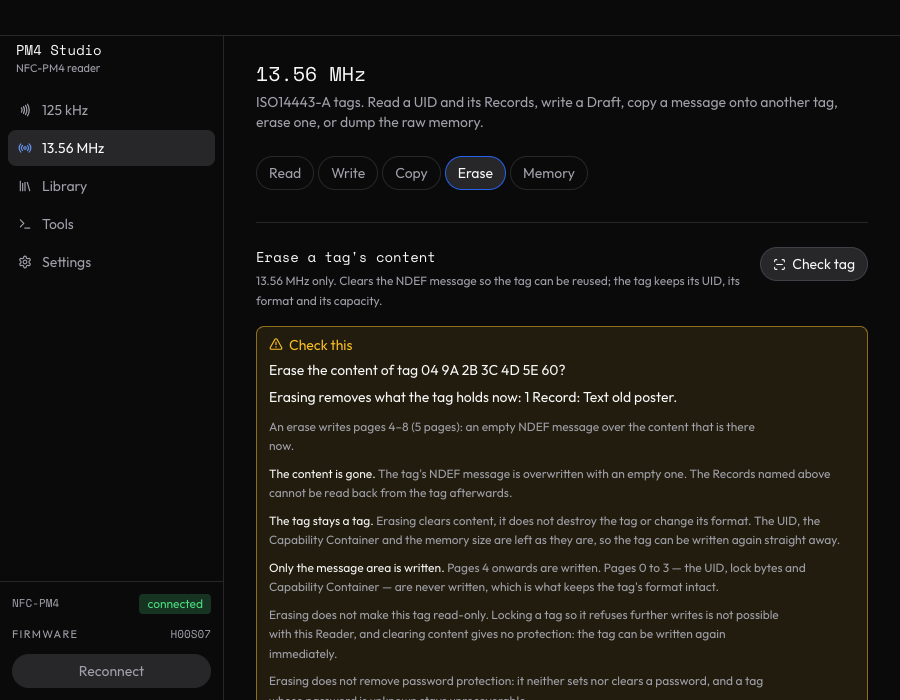 PM4 Studio
NFC-PM4 reader
125 kHz
13.56 MHz
Library
Tools
Settings
NFC-PM4
connected
FIRMWARE
H00S07
Reconnect
13.56 MHz
ISO14443-A tags. Read a UID and its Records, write a Draft, copy a message onto another tag,
erase one, or dump the raw memory.
Read
Write
Copy
Erase
Memory
Erase a tag's content
13.56 MHz only. Clears the NDEF message so the tag can be reused; the tag keeps its UID, its
format and its capacity.
Check tag
Check this
Erase the content of tag 04 9A 2B 3C 4D 5E 60?
Erasing removes what the tag holds now: 1 Record: Text old poster.
An erase writes pages 4–8 (5 pages): an empty NDEF message over the content that is there
now.
The content is gone. The tag's NDEF message is overwritten with an empty one. The Records named above
cannot be read back from the tag afterwards.
The tag stays a tag. Erasing clears content, it does not destroy the tag or change its format. The UID, the
Capability Container and the memory size are left as they are, so the tag can be written again straight away.
Only the message area is written. Pages 4 onwards are written. Pages 0 to 3 — the UID, lock bytes and
Capability Container — are never written, which is what keeps the tag's format intact.
Erasing does not make this tag read-only. Locking a tag so it refuses further writes is not possible
with this Reader, and clearing content gives no protection: the tag can be written again
immediately.
Erasing does not remove password protection: it neither sets nor clears a password, and a tag
whose password is unknown stays unrecoverable.